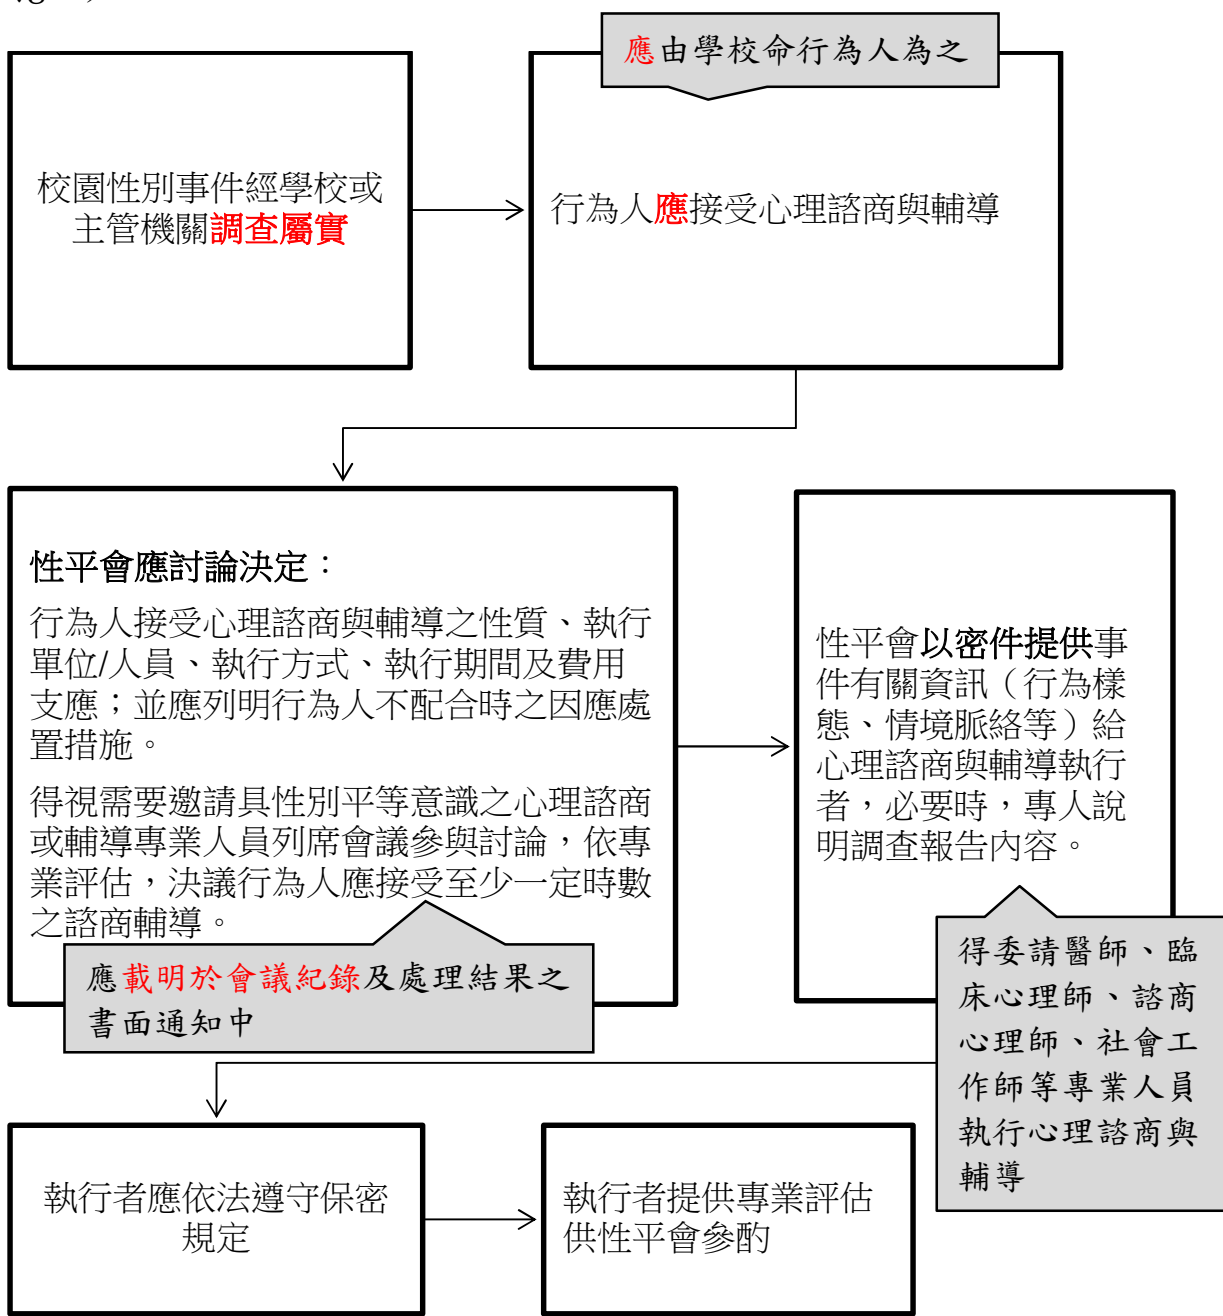 應由學校命行為人為之
校園性別事件經學校或
主管機關調查屬實
行為人應接受心理諮商與輔導
性平會應討論決定：
行為人接受心理諮商與輔導之性質、執行
單位/人員、執行方式、執行期間及費用
支應；並應列明行為人不配合時之因應處
置措施。
得視需要邀請具性別平等意識之心理諮商
或輔導專業人員列席會議參與討論，依專
業評估，決議行為人應接受至少一定時數
之諮商輔導。
應載明於會議紀錄及處理結果之
書面通知中
性平會以密件提供事
件有關資訊（行為樣
態、情境脈絡等）給
心理諮商與輔導執行
者，必要時，專人說
明調查報告內容。
得委請醫師、臨
床心理師、諮商
心理師、社會工
作師等專業人員
執行心理諮商與
輔導
執行者應依法遵守保密
規定
執行者提供專業評估
供性平會參酌